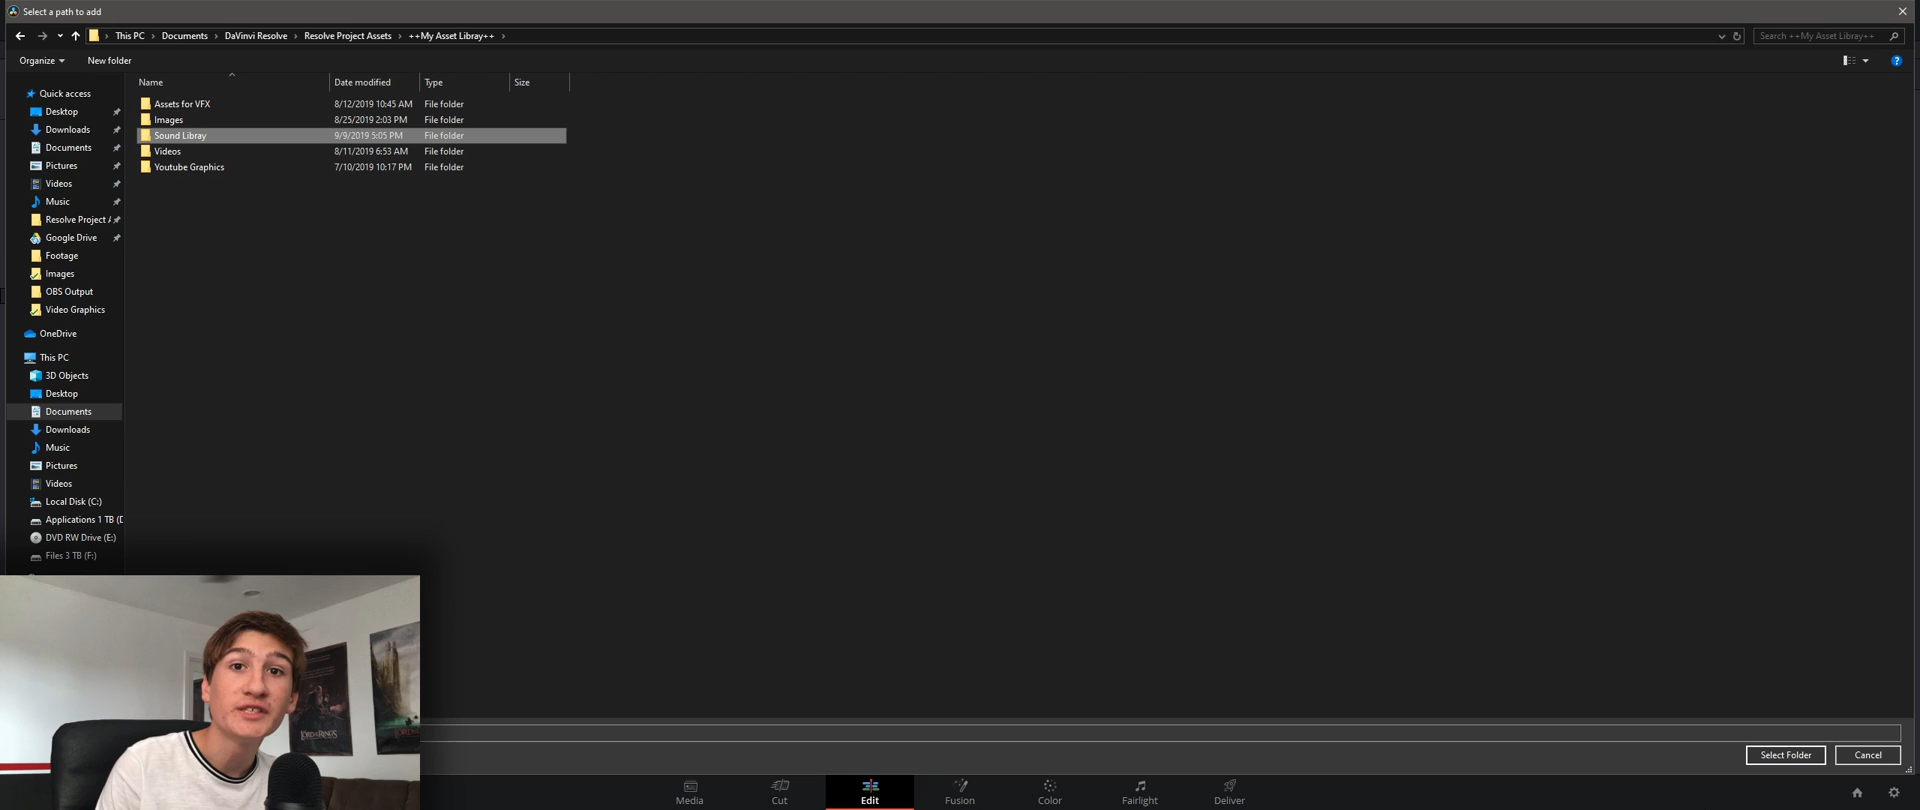 Select a path to add
This PC > Documents > DaVinvi Resolve > Resolve Project Assets > ++My Asset Libray++ >
Search ++My Asset Libray++
Organize
New folder
?
Name Date modified Type Size
Assets for VFX 8/12/2019 10:45 AM File folder
Images 8/25/2019 2:03 PM File folder
Sound Libray 9/9/2019 5:05 PM File folder
Videos 8/11/2019 6:53 AM File folder
Youtube Graphics 7/10/2019 10:17 PM File folder
Quick access
Desktop
Downloads
Documents
Pictures
Videos
Music
Resolve Project
Google Drive
Footage
Images
OBS Output
Video Graphics
OneDrive
This PC
3D Objects
Desktop
Documents
Downloads
Music
Pictures
Videos
Local Disk (C:)
Applications 1 TB (D
DVD RW Drive (E:)
Files 3 TB (F:)
Select Folder
Cancel
Media
Cut
Edit
Fusion
Color
Fairlight
Deliver